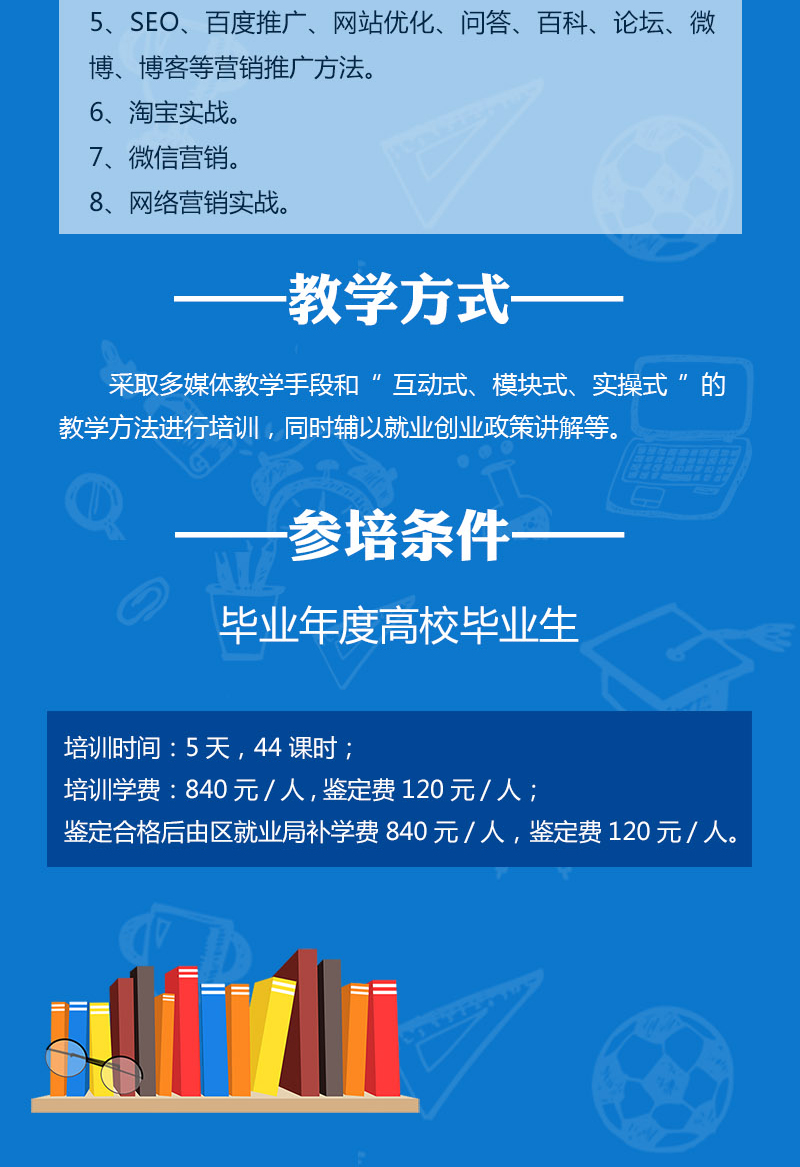 5、SEO、百度推广、网站优化、问答、百科、论坛、微
博、博客等营销推广方法。
6、淘宝实战。
7、微信营销。
8、网络营销实战。
——教学方式——
采取多媒体教学手段和“ 互动式、模块式、实操式 ”的
教学方法进行培训，同时辅以就业创业政策讲解等。
——参培条件——
毕业年度高校毕业生
培训时间：5 天，44 课时；
培训学费：840 元 / 人 , 鉴定费 120 元 / 人；
鉴定合格后由区就业局补学费 840 元 / 人，鉴定费 120 元 / 人。